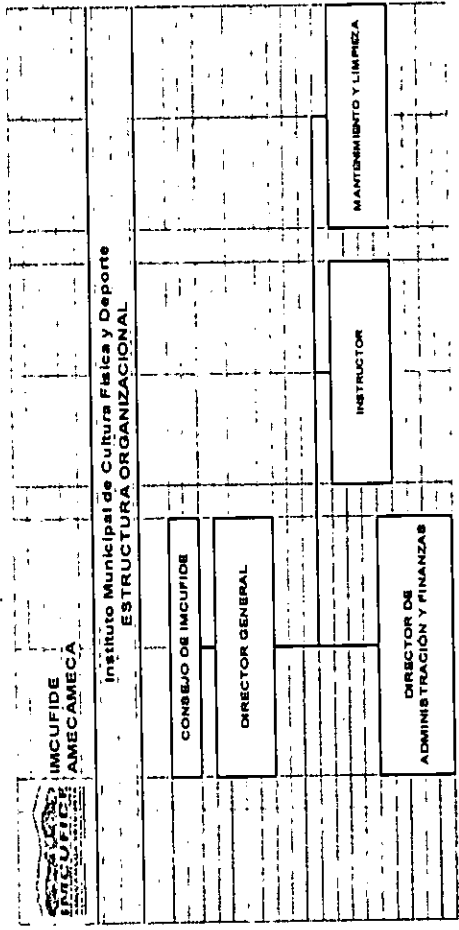 IMCUFIDE
IMCUFIDE
AMECAMECA
Instituto Municipal de Cultura Física y Deporte
ESTRUCTURA ORGANIZACIONAL
CONSEJO DE IMCUFIDE
DIRECTOR GENERAL
DIRECTOR DE
ADMINISTRACIÓN Y FINANZAS
INSTRUCTOR
MANTENIMIENTO Y LIMPIEZA